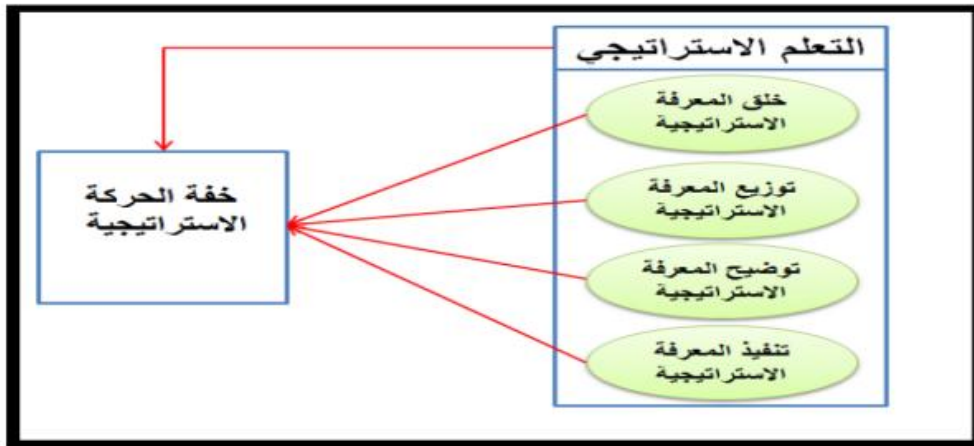 التعلم الاستراتيجي
خلق المعرفة
الاستراتيجية
توزيع المعرفة
الاستراتيجية
توضيح المعرفة
الاستراتيجية
تنفيذ المعرفة
الاستراتيجية
خفة الحركة
الاستراتيجية